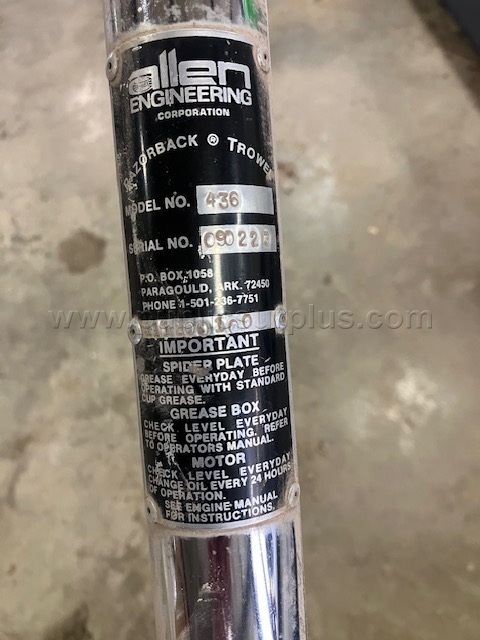 allen
ENGINEERING
CORPORATION
RAZORBACK ® TROWEL
MODEL NO. 436
SERIAL NO.
P.O. BOX 1058
PARAGOULD, ARK. 72450
PHONE 1-501-236-7751
IMPORTANT
SPIDER PLATE
GREASE EVERYDAY BEFORE
OPERATING WITH STANDARD
CUP GREASE.
GREASE BOX
CHECK LEVEL EVERYDAY
BEFORE OPERATING. REFER
TO OPERATORS MANUAL.
MOTOR
CHECK LEVEL EVERYDAY
CHANGE OIL EVERY 24 HOURS
OF OPERATION.
SEE ENGINE MANUAL
FOR INSTRUCTIONS.